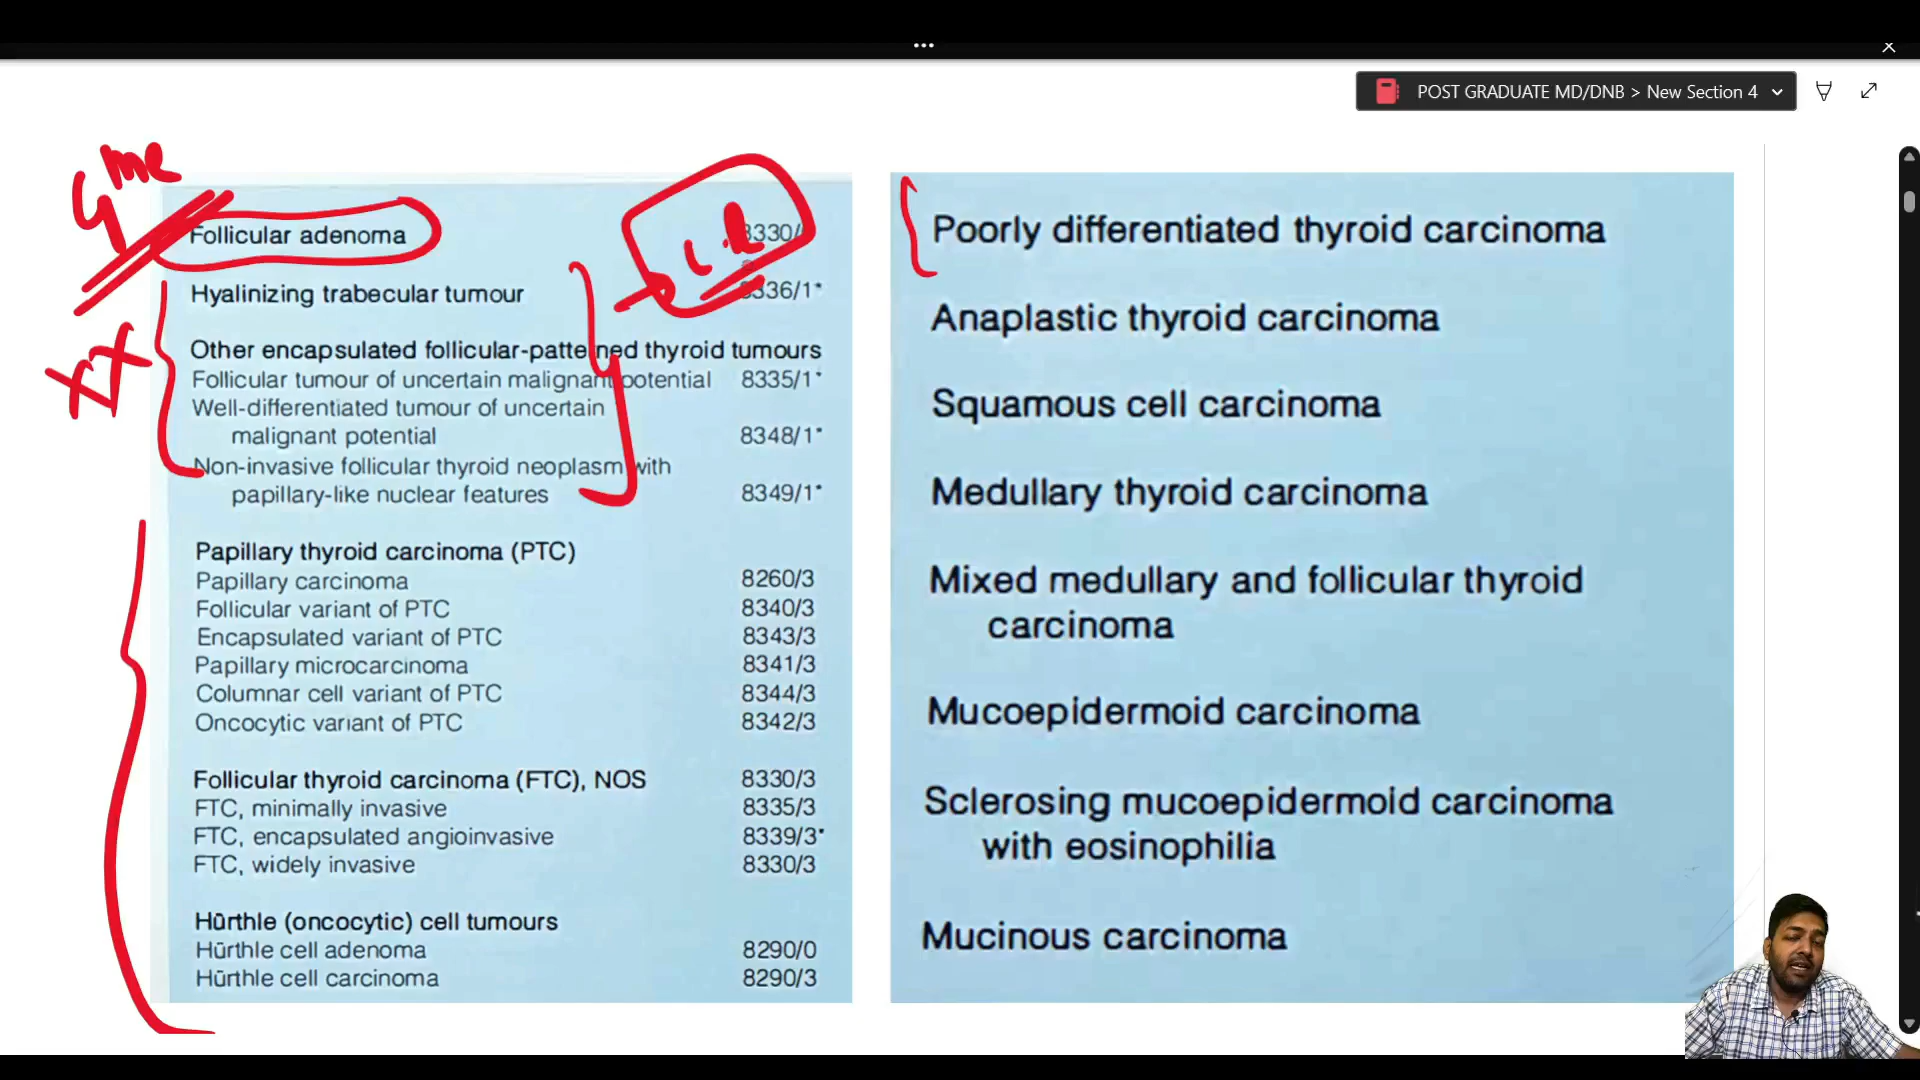 •••
×
POST GRADUATE MD/DNB > New Section 4
Follicular adenoma
Hyalinizing trabecular tumour 8336/1*
Other encapsulated follicular-patterned thyroid tumours
Follicular tumour of uncertain malignant potential 8335/1*
Well-differentiated tumour of uncertain
malignant potential 8348/1*
Non-invasive follicular thyroid neoplasm with
papillary-like nuclear features 8349/1*
Papillary thyroid carcinoma (PTC)
Papillary carcinoma 8260/3
Follicular variant of PTC 8340/3
Encapsulated variant of PTC 8343/3
Papillary microcarcinoma 8341/3
Columnar cell variant of PTC 8344/3
Oncocytic variant of PTC 8342/3
Follicular thyroid carcinoma (FTC), NOS 8330/3
FTC, minimally invasive 8335/3
FTC, encapsulated angioinvasive 8339/3*
FTC, widely invasive 8330/3
Hürthle (oncocytic) cell tumours
Hürthle cell adenoma 8290/0
Hürthle cell carcinoma 8290/3
Poorly differentiated thyroid carcinoma
Anaplastic thyroid carcinoma
Squamous cell carcinoma
Medullary thyroid carcinoma
Mixed medullary and follicular thyroid
carcinoma
Mucoepidermoid carcinoma
Sclerosing mucoepidermoid carcinoma
with eosinophilia
Mucinous carcinoma